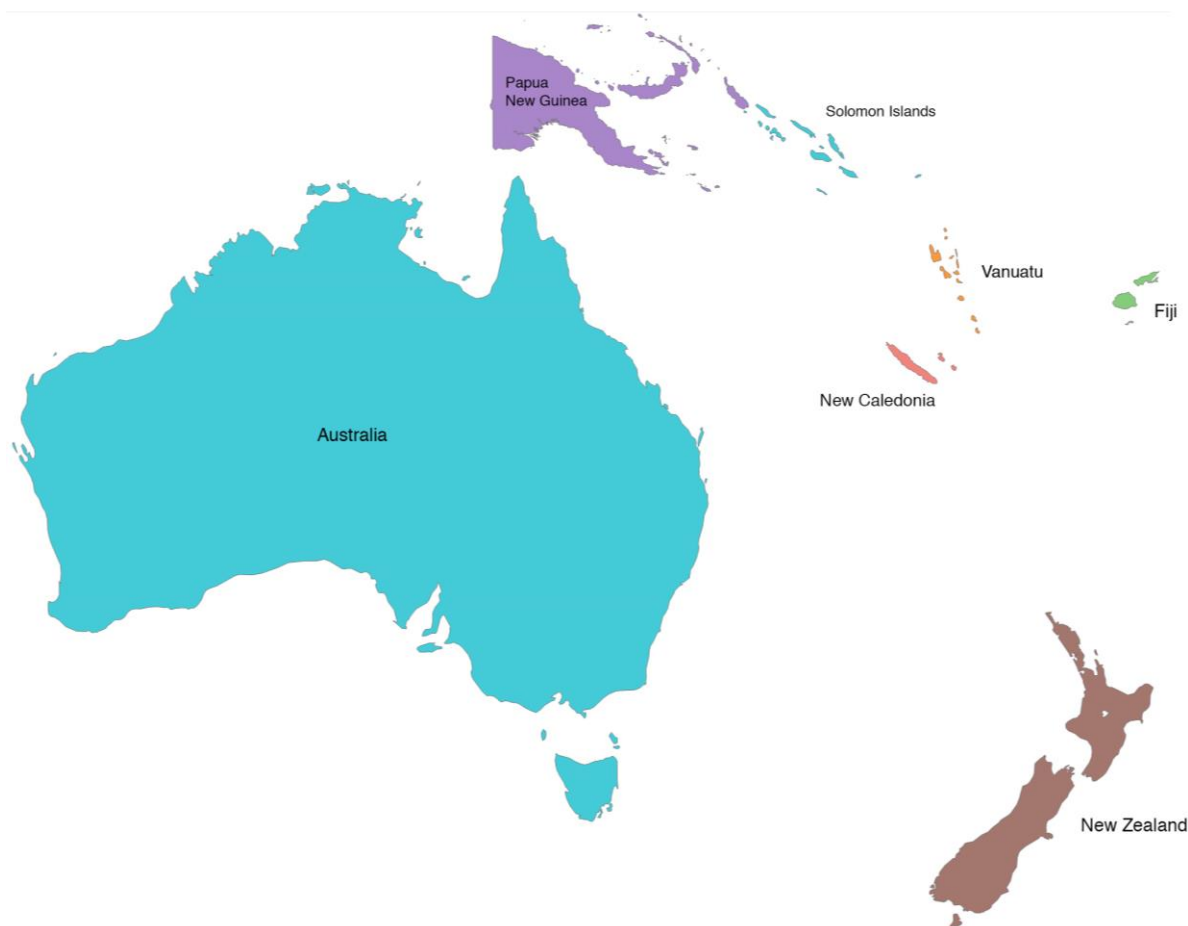 Papua
New Guinea
Solomon Islands
Vanuatu
Fiji
New Caledonia
Australia
New Zealand